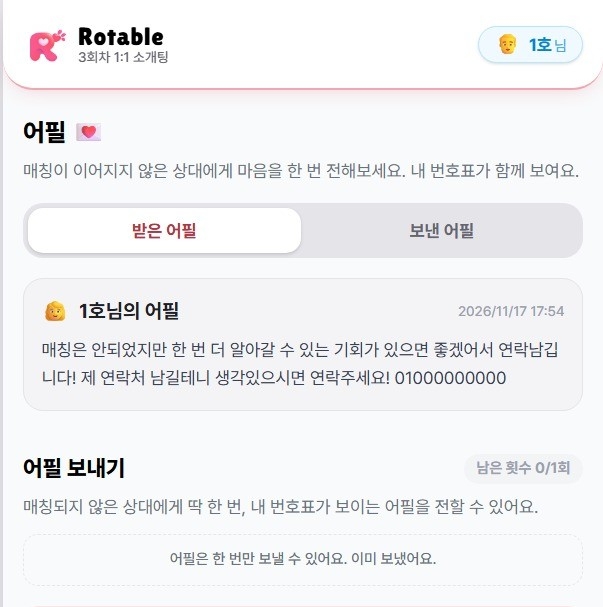 Rotable
3회차 1:1 소개팅
1호님
어필
매칭이 이어지지 않은 상대에게 마음을 한 번 전해보세요. 내 번호표가 함께 보여요.
받은 어필
보낸 어필
1호님의 어필
2026/11/17 17:54
매칭은 안되었지만 한 번 더 알아갈 수 있는 기회가 있으면 좋겠어서 연락남깁
니다! 제 연락처 남길테니 생각있으시면 연락주세요! 01000000000
어필 보내기
남은 횟수 0/1회
매칭되지 않은 상대에게 딱 한 번, 내 번호표가 보이는 어필을 전할 수 있어요.
어필은 한 번만 보낼 수 있어요. 이미 보냈어요.